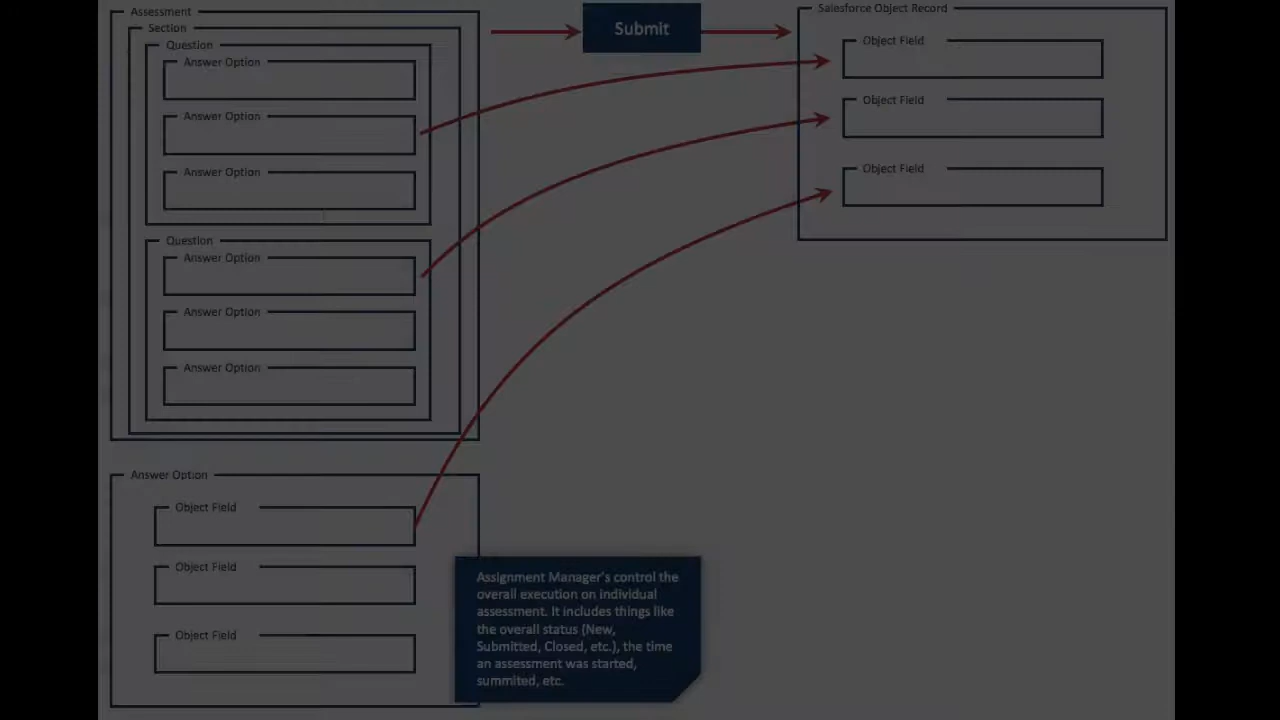 Assessment
Section
Question
Answer Option
Answer Option
Answer Option
Question
Answer Option
Answer Option
Answer Option
Answer Option
Object Field
Object Field
Object Field
Submit
Salesforce Object Record
Object Field
Object Field
Object Field
Assignment Manager's control the
overall execution on individual
assessment. It includes things like
the overall status (New,
Submitted, Closed, etc.), the time
an assessment was started,
summited, etc.